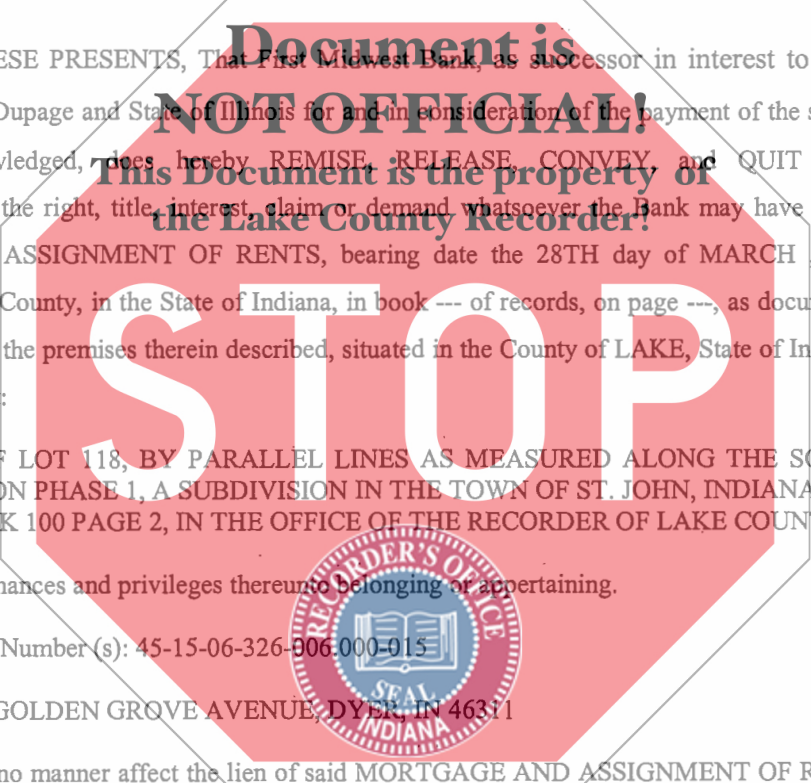 Document is
ESE PRESENTS, That First Midwest Bank, as successor in interest to
NOT OFFICIAL!
Dupage and State of Illinois for and in consideration of the payment of the s
This Document is the property of
ledged, does hereby REMISE, RELEASE, CONVEY, and QUIT
the Lake County Recorder!
the right, title, interest, claim or demand whatsoever the Bank may have
ASSIGNMENT OF RENTS, bearing date the 28TH day of MARCH
County, in the State of Indiana, in book --- of records, on page ---, as docu
the premises therein described, situated in the County of LAKE, State of In
:
STOP
F LOT 118, BY PARALLEL LINES AS MEASURED ALONG THE SO
ON PHASE 1, A SUBDIVISION IN THE TOWN OF ST. JOHN, INDIANA
K 100 PAGE 2, IN THE OFFICE OF THE RECORDER OF LAKE COUN
nances and privileges thereunto belonging or appertaining.
Number (s): 45-15-06-326-006.000-015
RECORDER'S OFFICE
SEAL
INDIANA
GOLDEN GROVE AVENUE, DYER, IN 46311
no manner affect the lien of said MORTGAGE AND ASSIGNMENT OF